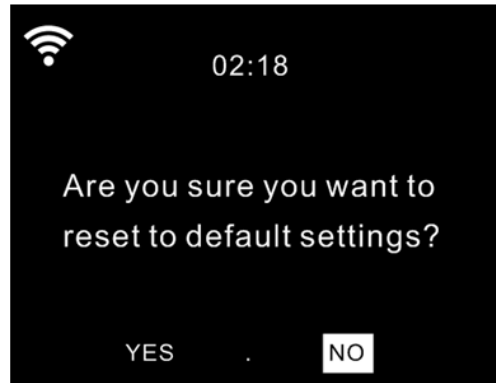 02:18
Are you sure you want to
reset to default settings?
YES . NO